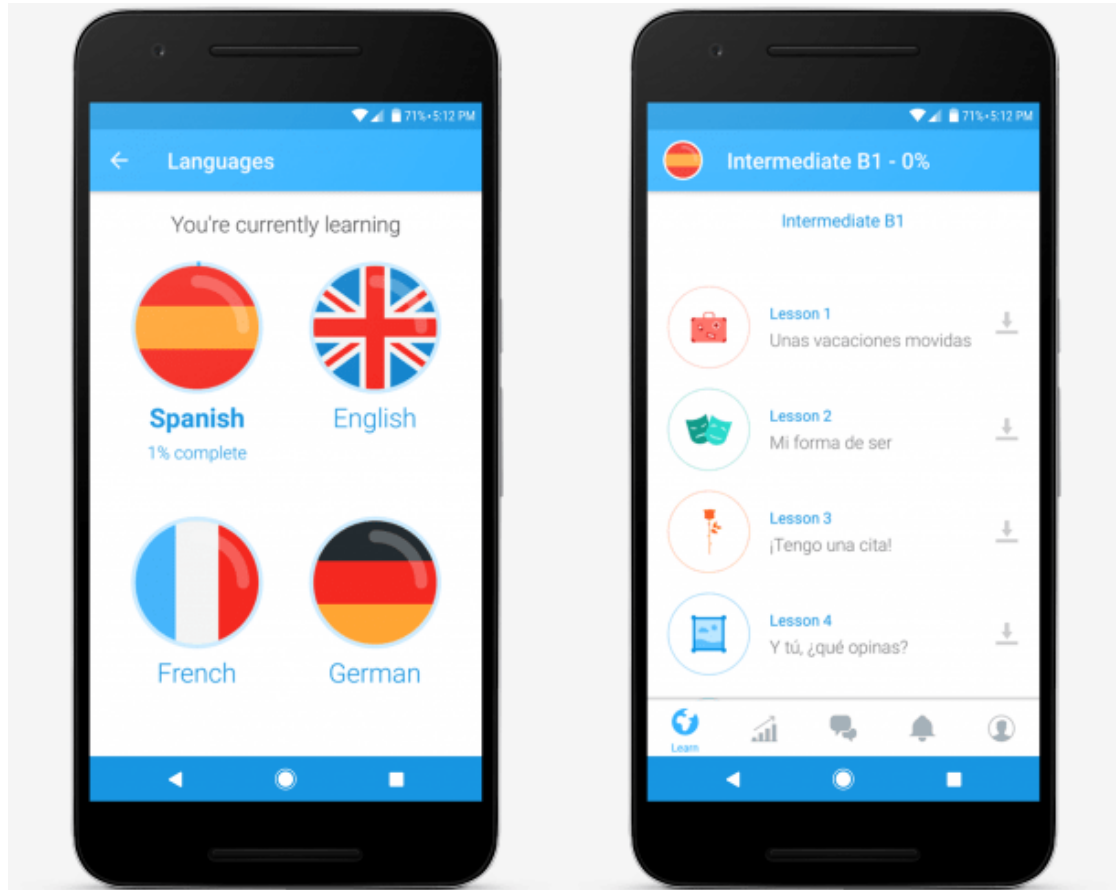 71% • 5:12 PM
Languages
You're currently learning
Spanish
English
1% complete
French
German
71% • 5:12 PM
Intermediate B1 - 0%
Intermediate B1
Lesson 1
Unas vacaciones movidas
Lesson 2
Mi forma de ser
Lesson 3
¡Tengo una cita!
Lesson 4
Y tú, ¿qué opinas?
Learn